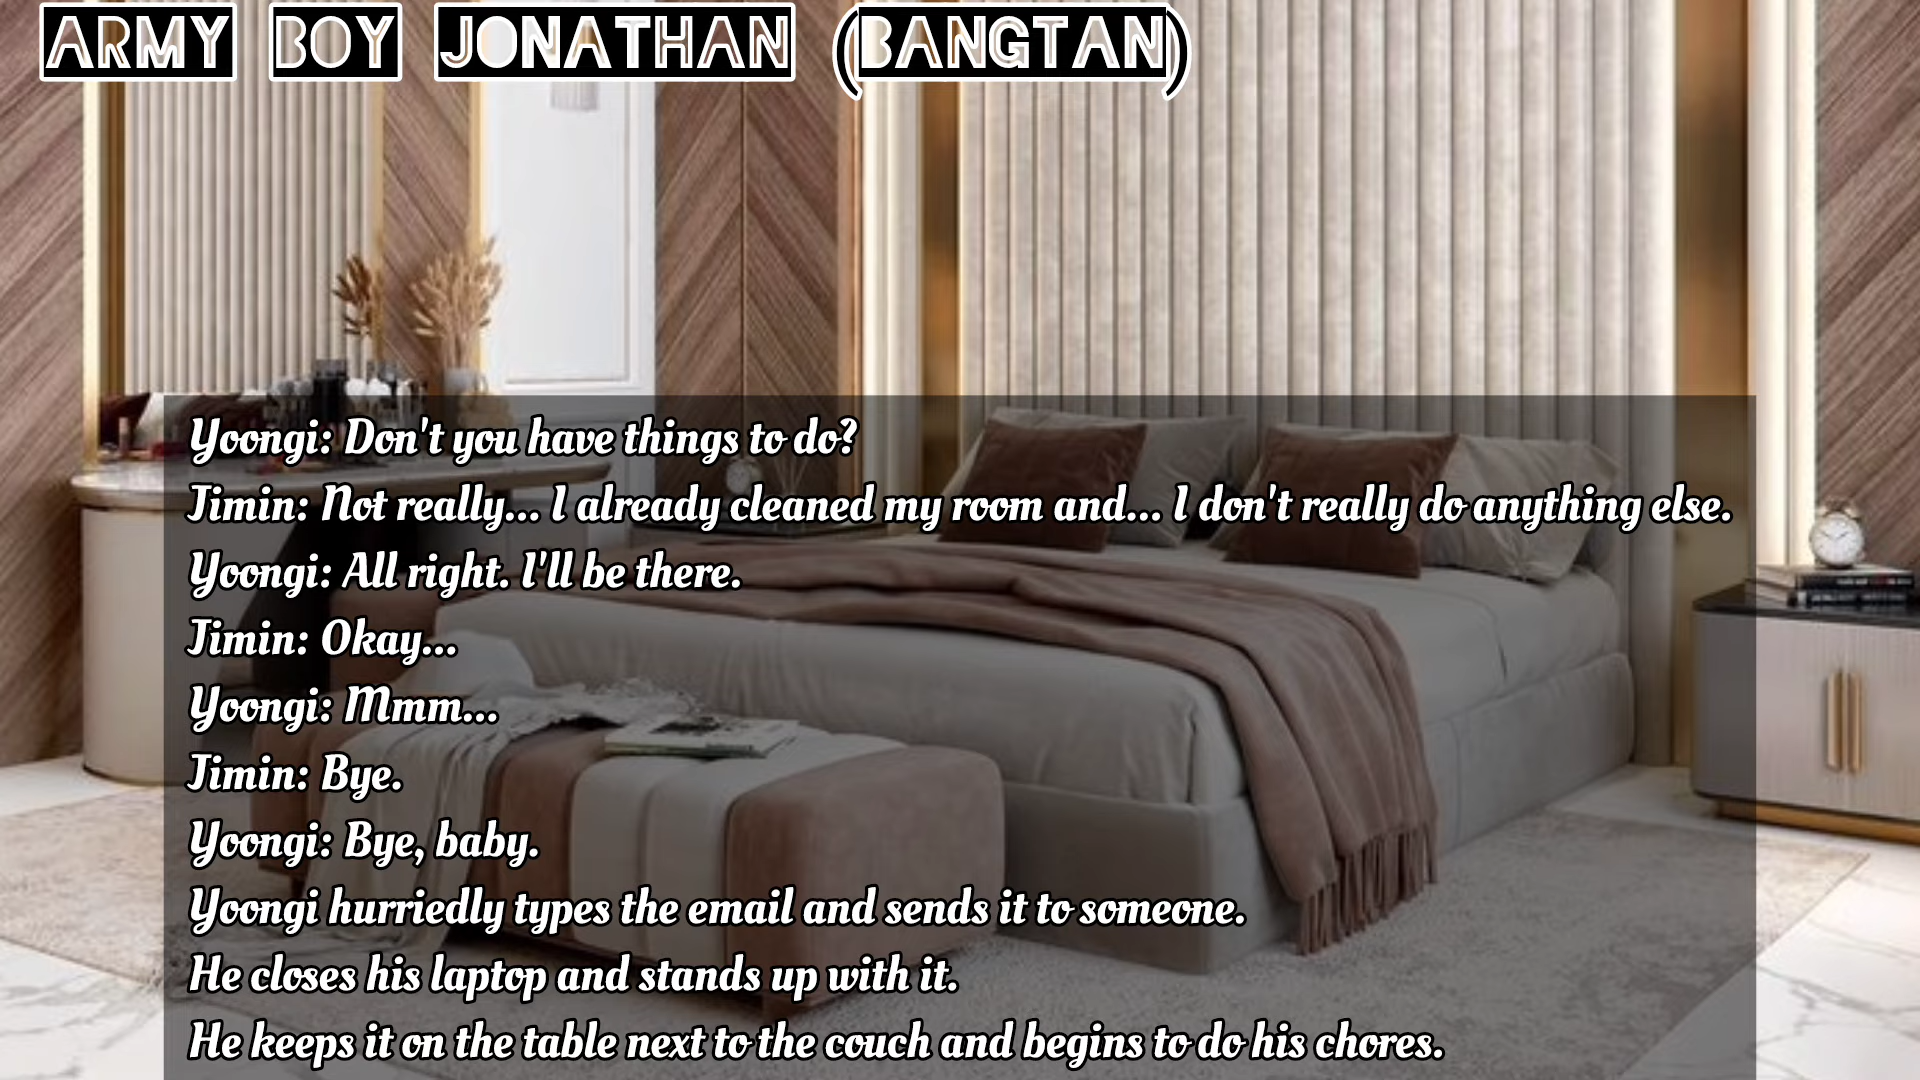 ARMY BOY JONATHAN (BANGTAN)
Yoongi: Don't you have things to do?
Jimin: Not really... I already cleaned my room and... I don't really do anything else.
Yoongi: All right. I'll be there.
Jimin: Okay...
Yoongi: Mmm...
Jimin: Bye.
Yoongi: Bye, baby.
Yoongi hurriedly types the email and sends it to someone.
He closes his laptop and stands up with it.
He keeps it on the table next to the couch and begins to do his chores.